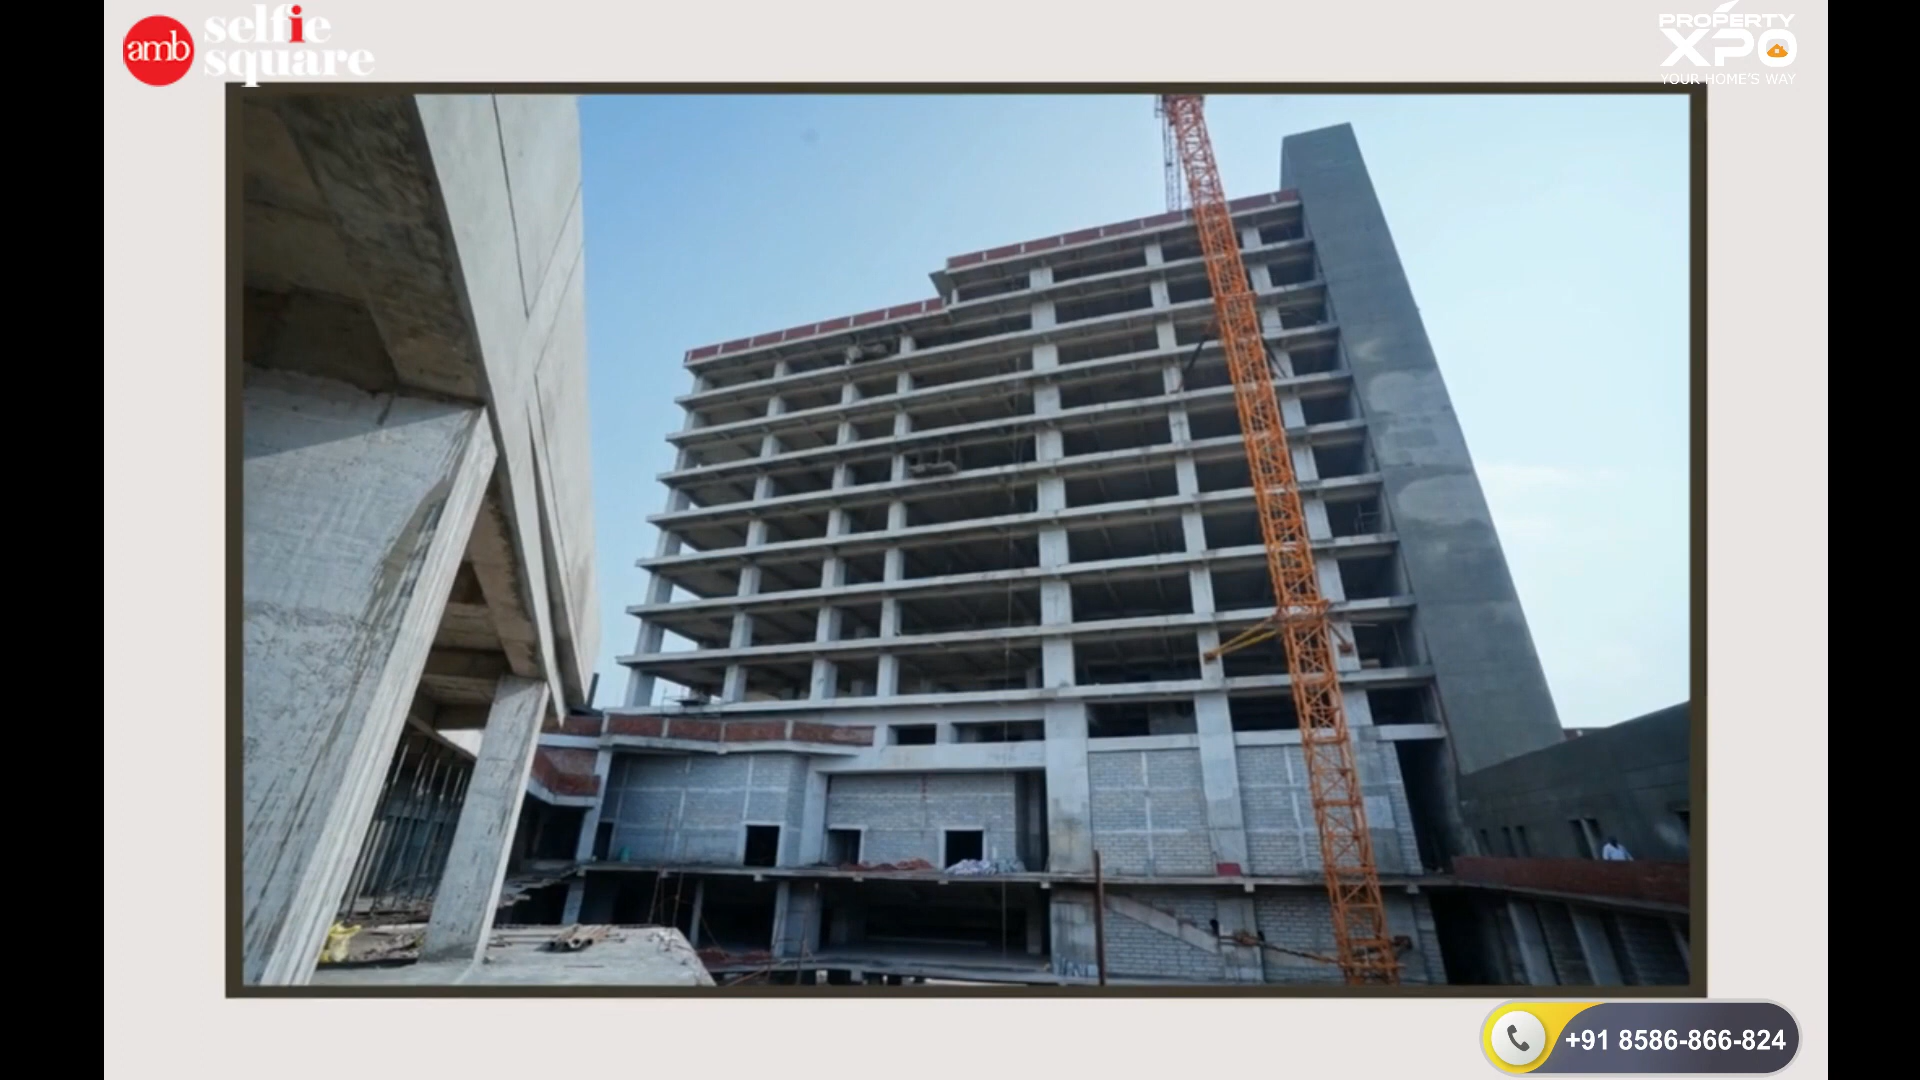 amb
selfie
square
PROPERTY
XPO
YOUR HOME'S WAY
+91 8586-866-824